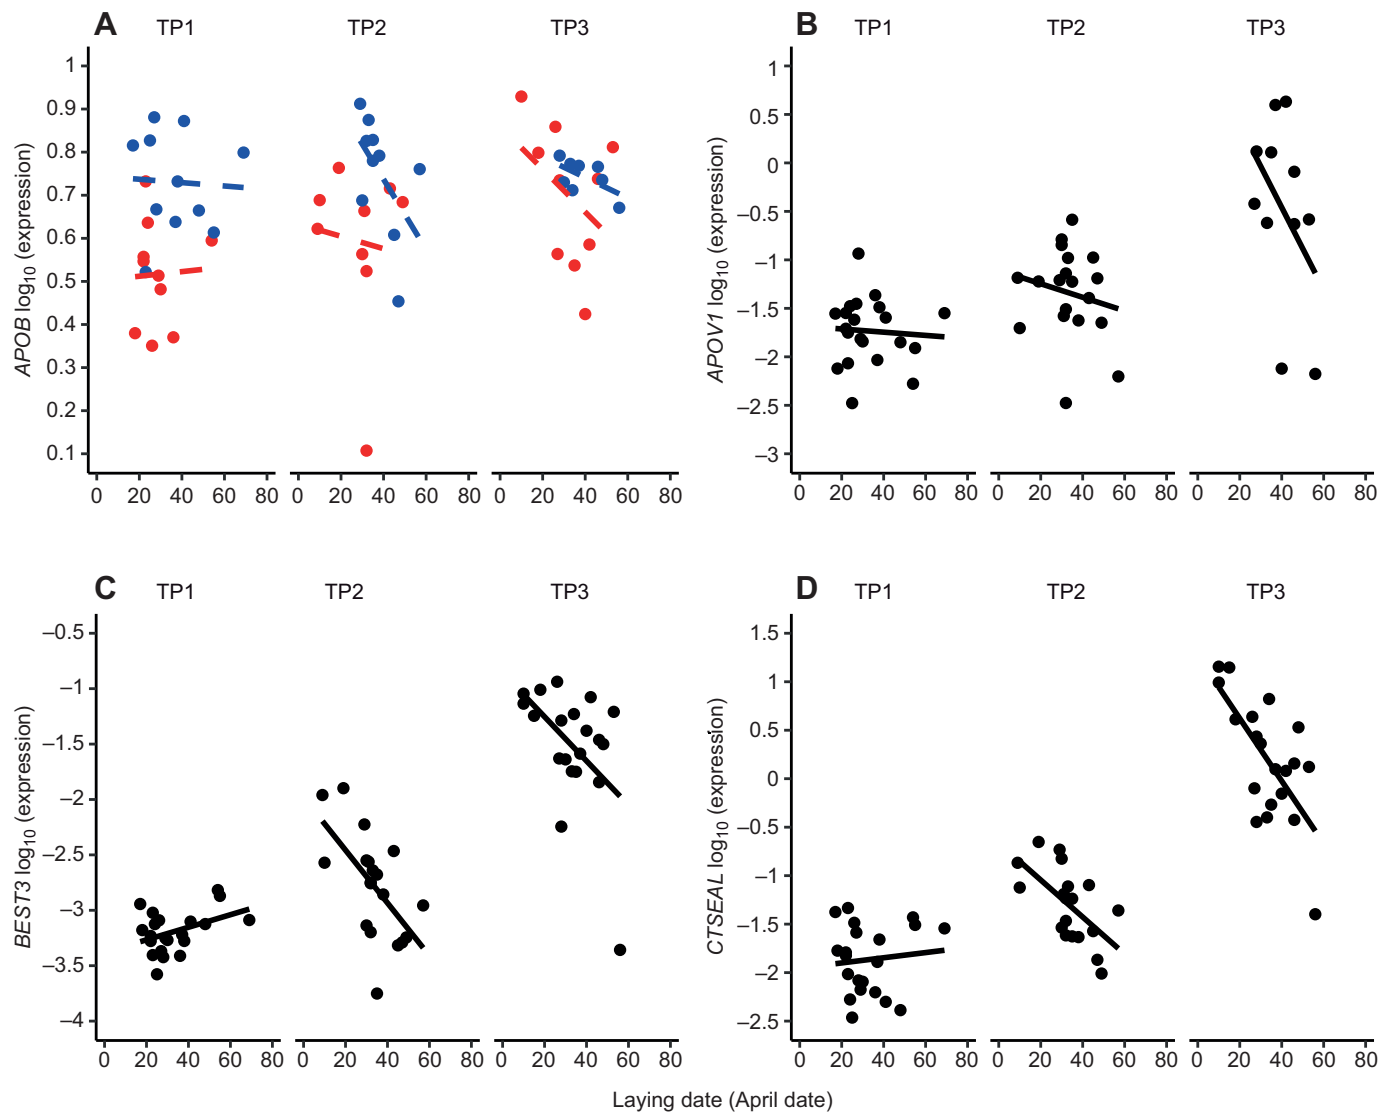 A TP1 TP2 TP3
1
0.9
0.8
0.7
0.6
0.5
0.4
0.3
0.2
0.1
APOB log10 (expression)
0 20 40 60 80 0 20 40 60 80 0 20 40 60 80
B TP1 TP2 TP3
1
0.5
0
–0.5
–1
–1.5
–2
–2.5
–3
APOV1 log10 (expression)
0 20 40 60 80 0 20 40 60 80 0 20 40 60 80
C TP1 TP2 TP3
–0.5
–1
–1.5
–2
–2.5
–3
–3.5
–4
BEST3 log10 (expression)
0 20 40 60 80 0 20 40 60 80 0 20 40 60 80
D TP1 TP2 TP3
1.5
1
0.5
0
–0.5
–1
–1.5
–2
–2.5
CTSEAL log10 (expression)
0 20 40 60 80 0 20 40 60 80 0 20 40 60 80
Laying date (April date)